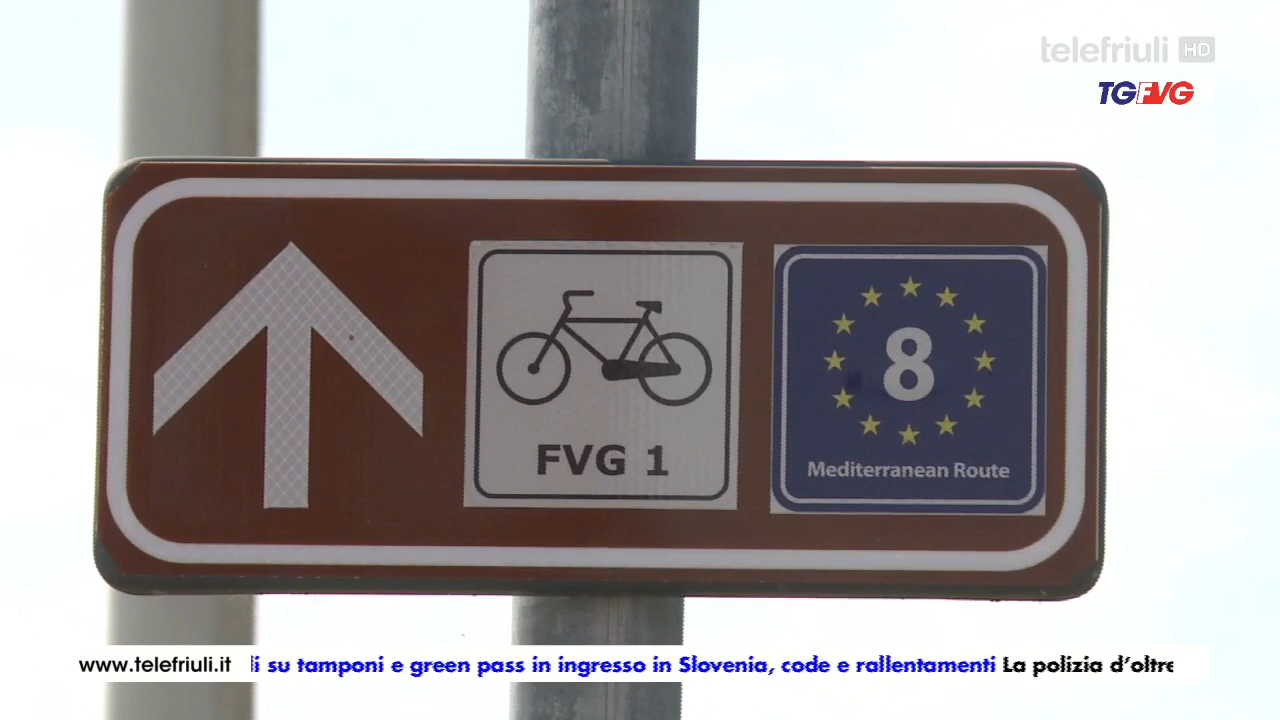 telefriuli HD
TGFVG
8
FVG 1
Mediterranean Route
www.telefriuli.it li su tamponi e green pass in ingresso in Slovenia, code e rallentamenti La polizia d'oltre